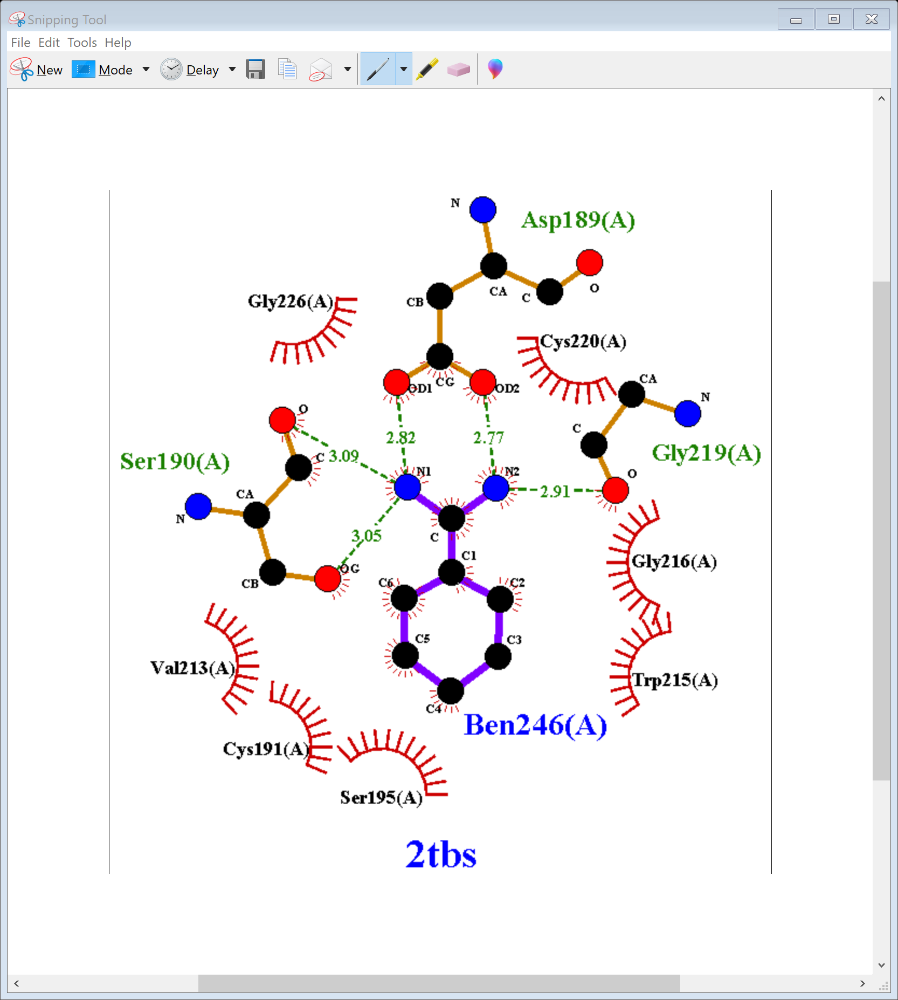 Snipping Tool
File Edit Tools Help
New Mode Delay
N
Asp189(A)
O
CA
C
CB
Gly226(A)
Cys220(A)
CA
CG
OD1
OD2
N
O
C
2.82
2.77
Ser190(A)
C
3.09
Gly219(A)
N1
N2
O
CA
2.91
N
3.05
C
C1
OG
Gly216(A)
CB
C6
C2
C5
C3
Val213(A)
Trp215(A)
C4
Ben246(A)
Cys191(A)
Ser195(A)
2tbs